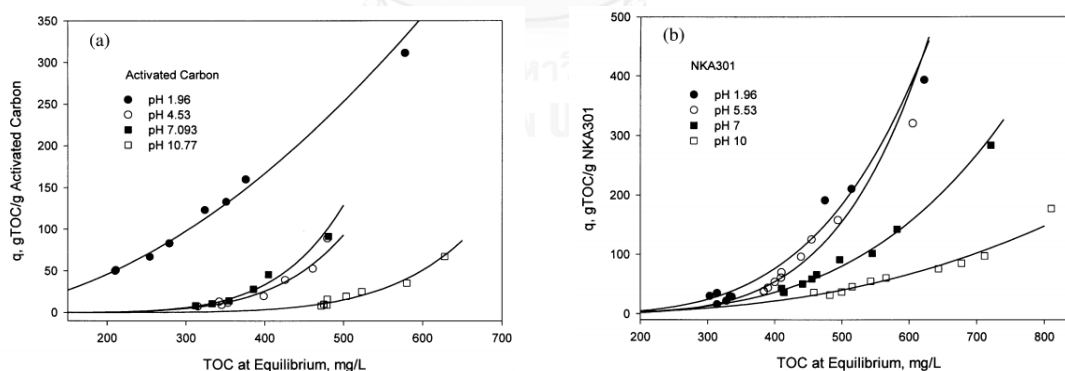 (a)
Activated Carbon
pH 1.96
pH 4.53
pH 7.093
pH 10.77
q, gTOC/g Activated Carbon
350
300
250
200
150
100
50
0
200 300 400 500 600
TOC at Equilibrium, mg/L
(b)
NKA301
pH 1.96
pH 5.53
pH 7
pH 10
q, gTOC/g NKA301
500
400
300
200
100
0
200 300 400 500 600 700 800
TOC at Equilibrium, mg/L